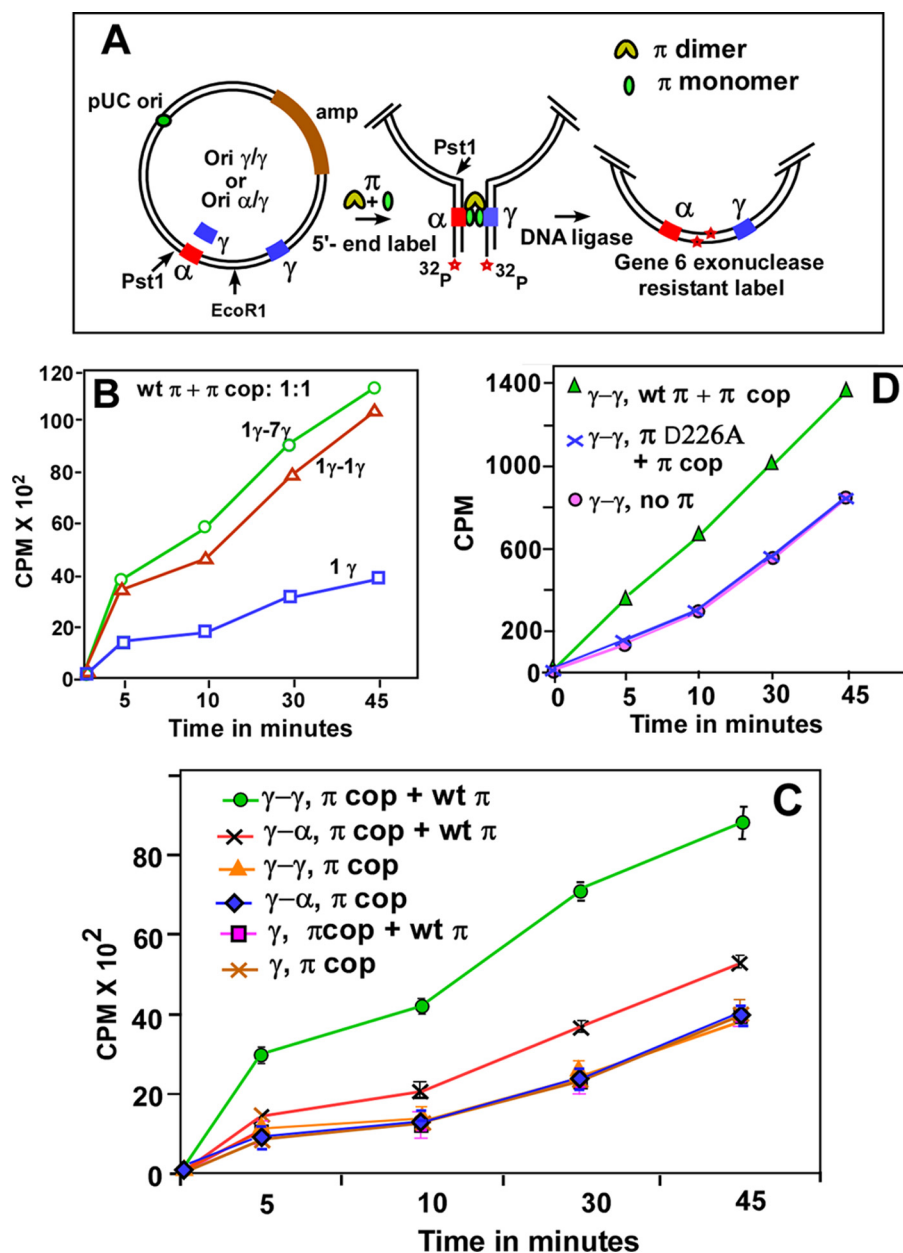 A
π dimer
π monomer
pUC ori
amp
Ori γ/γ
or
Ori α/γ
γ
Pst1
α
γ
EcoR1
π
+
5'- end label
Pst1
α
γ
32P
32P
DNA ligase
α
γ
Gene 6 exonuclease
resistant label
B
wt π + π cop: 1:1
1γ-7γ
1γ-1γ
1 γ
CPM X 10²
120
100
80
60
40
20
0
5
10
30
45
Time in minutes
D
γ–γ, wt π + π cop
γ–γ, π D226A
+ π cop
γ–γ, no π
CPM
1400
1000
600
200
0
0
5
10
30
45
Time in minutes
C
γ–γ, π cop + wt π
γ–α, π cop + wt π
γ–γ, π cop
γ–α, π cop
γ, πcop + wt π
γ, π cop
CPM X 10²
80
60
40
20
0
5
10
30
45
Time in minutes